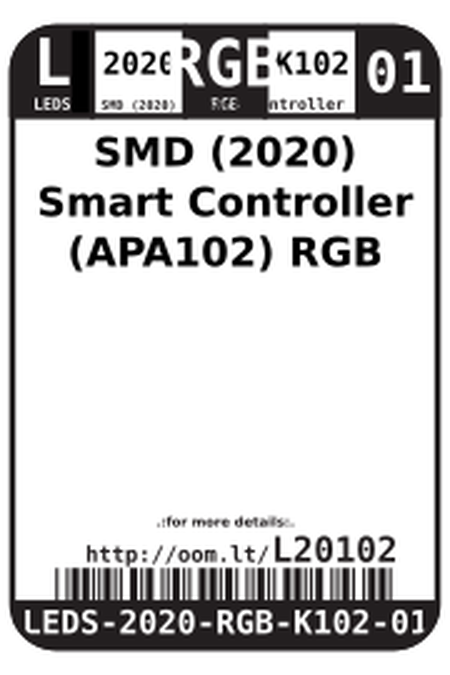 L 2020 RGB K102 01
LEDS SMD (2020) RGB ntroller
SMD (2020)
Smart Controller
(APA102) RGB
.:for more details:.
http://oom.lt/L20102
LEDS-2020-RGB-K102-01